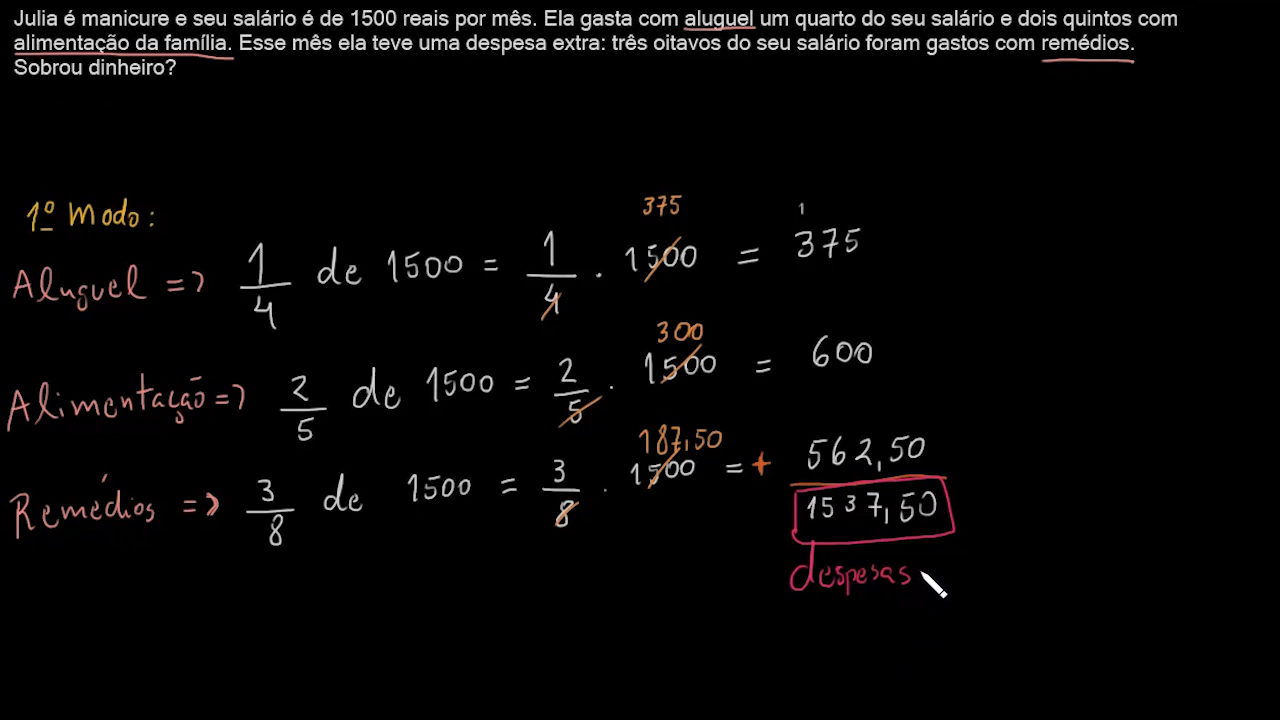 Julia é manicure e seu salário é de 1500 reais por mês. Ela gasta com aluguel um quarto do seu salário e dois quintos com
alimentação da família. Esse mês ela teve uma despesa extra: três oitavos do seu salário foram gastos com remédios.
Sobrou dinheiro?
1º Modo:
375 1
Aluguel => 1/4 de 1500 = 1/4 . 1500 = 375
300
Alimentação => 2/5 de 1500 = 2/5 . 1500 = 600
187,50
Remédios => 3/8 de 1500 = 3/8 . 1500 = + 562,50
1537,50
despesas